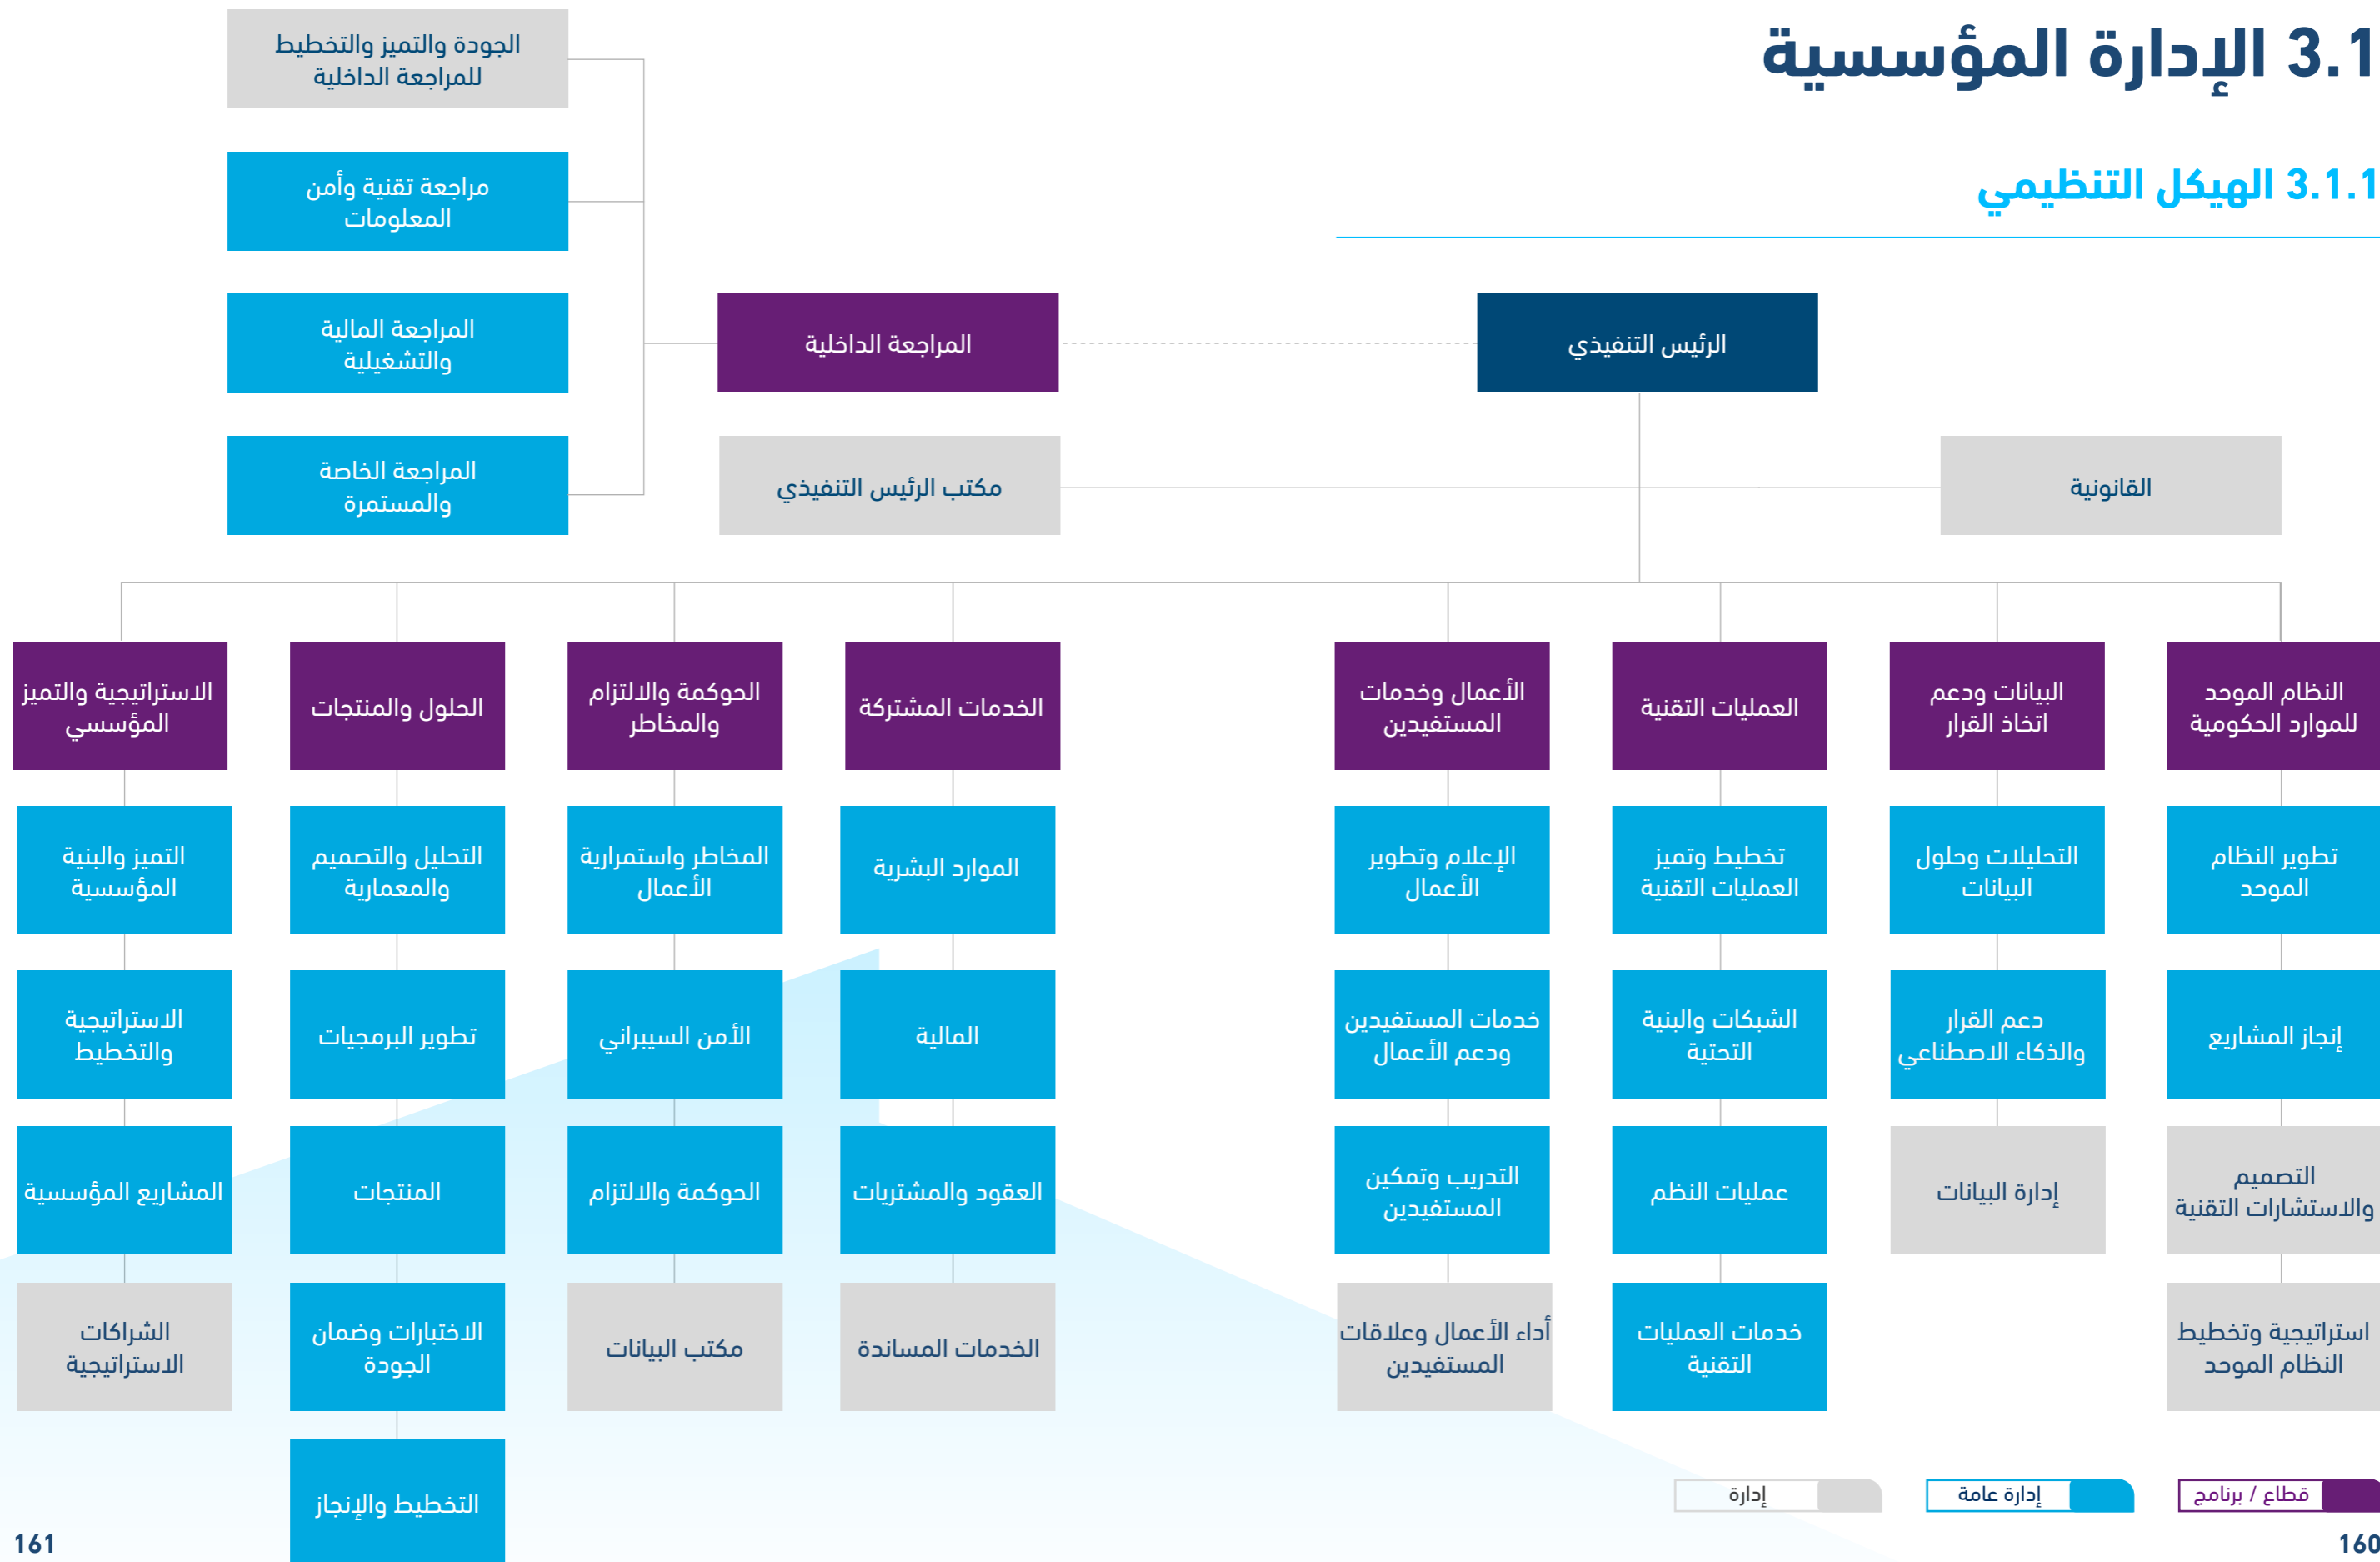 3.1 الإدارة المؤسسية
3.1.1 الهيكل التنظيمي
الرئيس التنفيذي
المراجعة الداخلية
الجودة والتميز والتخطيط
للمراجعة الداخلية
مراجعة تقنية وأمن
المعلومات
المراجعة المالية
والتشغيلية
المراجعة الخاصة
والمستمرة
القانونية
مكتب الرئيس التنفيذي
النظام الموحد
للموارد الحكومية
تطوير النظام
الموحد
إنجاز المشاريع
التصميم
والاستشارات التقنية
استراتيجية وتخطيط
النظام الموحد
البيانات ودعم
اتخاذ القرار
التحليلات وحلول
البيانات
دعم القرار
والذكاء الاصطناعي
إدارة البيانات
العمليات التقنية
تخطيط وتميز
العمليات التقنية
الشبكات والبنية
التحتية
عمليات النظم
خدمات العمليات
التقنية
الأعمال وخدمات
المستفيدين
الإعلام وتطوير
الأعمال
خدمات المستفيدين
ودعم الأعمال
التدريب وتمكين
المستفيدين
أداء الأعمال وعلاقات
المستفيدين
الخدمات المشتركة
الموارد البشرية
المالية
العقود والمشتريات
الخدمات المساندة
الحوكمة والالتزام
والمخاطر
المخاطر واستمرارية
الأعمال
الأمن السيبراني
الحوكمة والالتزام
مكتب البيانات
الحلول والمنتجات
التحليل والتصميم
والمعمارية
تطوير البرمجيات
المنتجات
الاختبارات وضمان
الجودة
التخطيط والإنجاز
الاستراتيجية والتميز
المؤسسي
التميز والبنية
المؤسسية
الاستراتيجية
والتخطيط
المشاريع المؤسسية
الشراكات
الاستراتيجية
قطاع / برنامج
إدارة عامة
إدارة
160
161